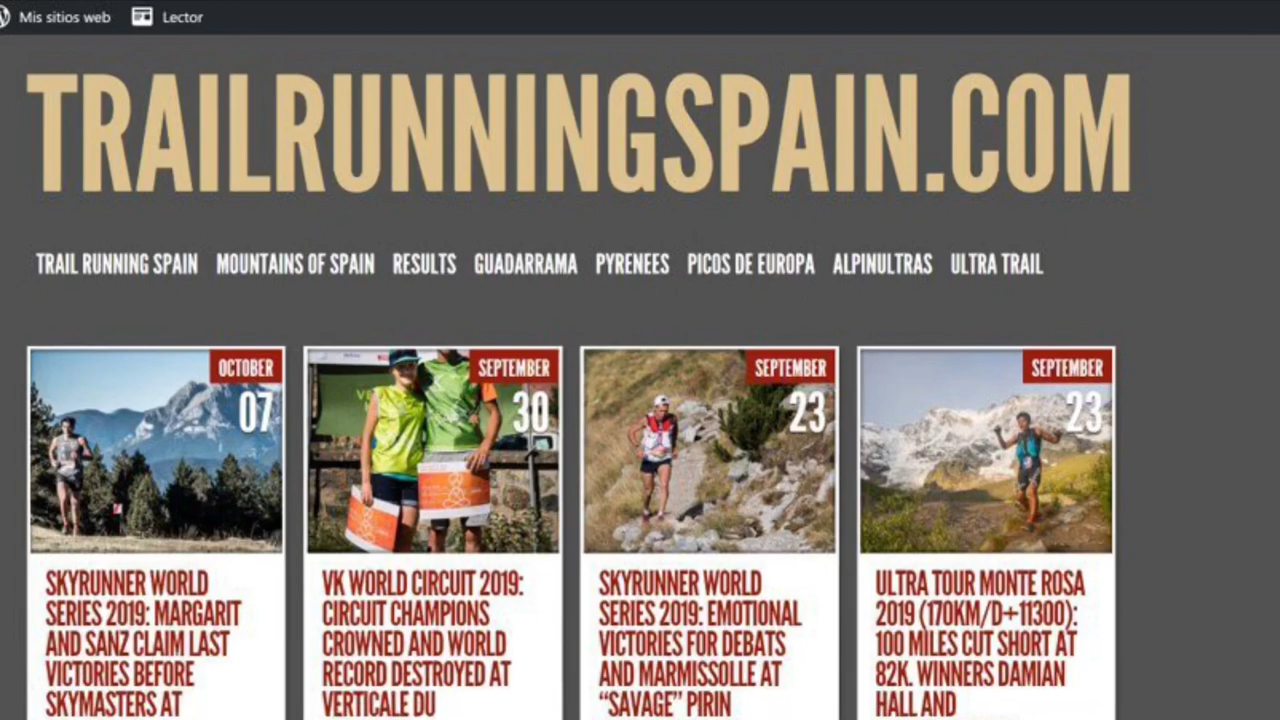 Mis sitios web Lector
TRAILRUNNINGSPAIN.COM
TRAIL RUNNING SPAIN MOUNTAINS OF SPAIN RESULTS GUADARRAMA PYRENEES PICOS DE EUROPA ALPINULTRAS ULTRA TRAIL
OCTOBER
07
SKYRUNNER WORLD
SERIES 2019: MARGARIT
AND SANZ CLAIM LAST
VICTORIES BEFORE
SKYMASTERS AT
SEPTEMBER
30
VK WORLD CIRCUIT 2019:
CIRCUIT CHAMPIONS
CROWNED AND WORLD
RECORD DESTROYED AT
VERTICALE DU
SEPTEMBER
23
SKYRUNNER WORLD
SERIES 2019: EMOTIONAL
VICTORIES FOR DEBATS
AND MARMISSOLLE AT
“SAVAGE” PIRIN
SEPTEMBER
23
ULTRA TOUR MONTE ROSA
2019 (170KM/D+11300):
100 MILES CUT SHORT AT
82K. WINNERS DAMIAN
HALL AND